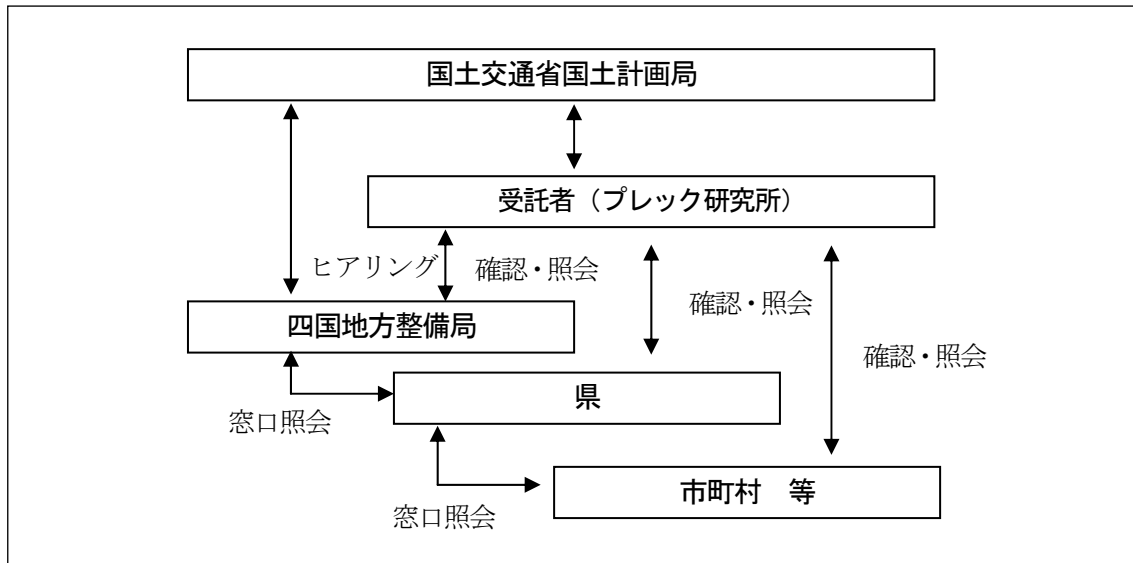 国土交通省国土計画局
受託者（プレック研究所）
ヒアリング
確認・照会
確認・照会
四国地方整備局
確認・照会
県
窓口照会
市町村　等
窓口照会